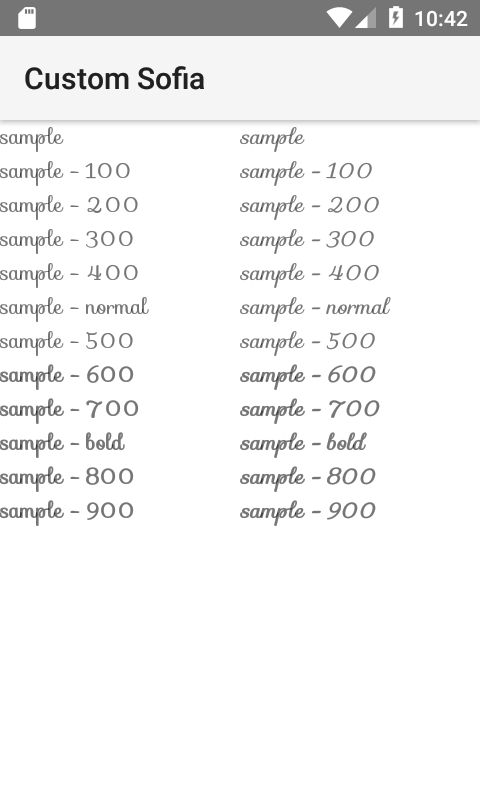 10:42
Custom Sofia
sample sample
sample - 100 sample - 100
sample - 200 sample - 200
sample - 300 sample - 300
sample - 400 sample - 400
sample - normal sample - normal
sample - 500 sample - 500
sample - 600 sample - 600
sample - 700 sample - 700
sample - bold sample - bold
sample - 800 sample - 800
sample - 900 sample - 900